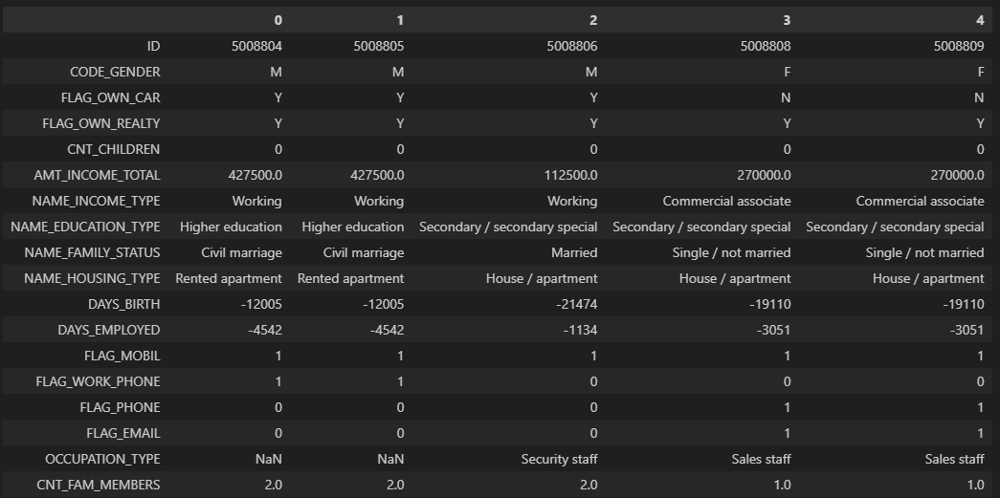 0 1 2 3 4
ID 5008804 5008805 5008806 5008808 5008809
CODE_GENDER M M M F F
FLAG_OWN_CAR Y Y Y N N
FLAG_OWN_REALTY Y Y Y Y Y
CNT_CHILDREN 0 0 0 0 0
AMT_INCOME_TOTAL 427500.0 427500.0 112500.0 270000.0 270000.0
NAME_INCOME_TYPE Working Working Working Commercial associate Commercial associate
NAME_EDUCATION_TYPE Higher education Higher education Secondary / secondary special Secondary / secondary special Secondary / secondary special
NAME_FAMILY_STATUS Civil marriage Civil marriage Married Single / not married Single / not married
NAME_HOUSING_TYPE Rented apartment Rented apartment House / apartment House / apartment House / apartment
DAYS_BIRTH -12005 -12005 -21474 -19110 -19110
DAYS_EMPLOYED -4542 -4542 -1134 -3051 -3051
FLAG_MOBIL 1 1 1 1 1
FLAG_WORK_PHONE 1 1 0 0 0
FLAG_PHONE 0 0 0 1 1
FLAG_EMAIL 0 0 0 1 1
OCCUPATION_TYPE NaN NaN Security staff Sales staff Sales staff
CNT_FAM_MEMBERS 2.0 2.0 2.0 1.0 1.0